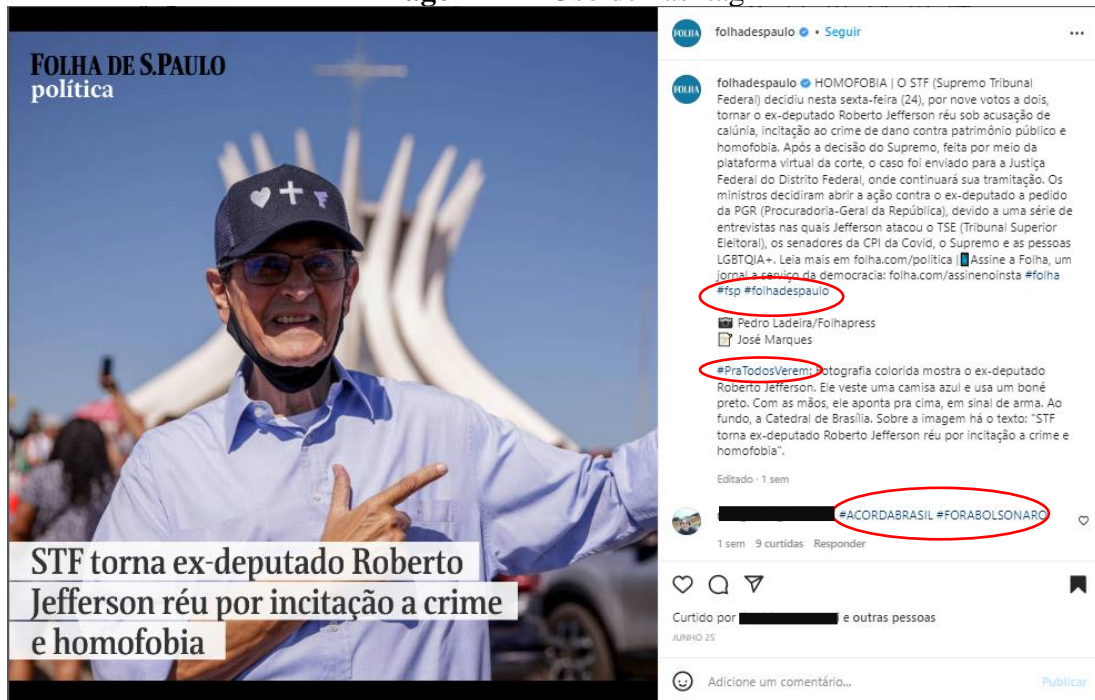 FOLHA DE S.PAULO
política
STF torna ex-deputado Roberto
Jefferson réu por incitação a crime
e homofobia
FOLHA
folhadespaulo • Seguir
FOLHA
folhadespaulo HOMOFOBIA | O STF (Supremo Tribunal
Federal) decidiu nesta sexta-feira (24), por nove votos a dois,
tornar o ex-deputado Roberto Jefferson réu sob acusação de
calúnia, incitação ao crime de dano contra patrimônio público e
homofobia. Após a decisão do Supremo, feita por meio da
plataforma virtual da corte, o caso foi enviado para a Justiça
Federal do Distrito Federal, onde continuará sua tramitação. Os
ministros decidiram abrir a ação contra o ex-deputado a pedido
da PGR (Procuradoria-Geral da República), devido a uma série de
entrevistas nas quais Jefferson atacou o TSE (Tribunal Superior
Eleitoral), os senadores da CPI da Covid, o Supremo e as pessoas
LGBTQIA+. Leia mais em folha.com/politica | Assine a Folha, um
jornal a serviço da democracia: folha.com/assinenoinsta #folha
#fsp #folhadespaulo
Pedro Ladeira/Folhapress
José Marques
#PraTodosVerem: Fotografia colorida mostra o ex-deputado
Roberto Jefferson. Ele veste uma camisa azul e usa um boné
preto. Com as mãos, ele aponta pra cima, em sinal de arma. Ao
fundo, a Catedral de Brasília. Sobre a imagem há o texto: "STF
torna ex-deputado Roberto Jefferson réu por incitação a crime e
homofobia".
Editado · 1 sem
#ACORDABRASIL #FORABOLSONARO
1 sem 9 curtidas Responder
Curtido por e outras pessoas
JUNHO 25
Adicione um comentário... Publicar